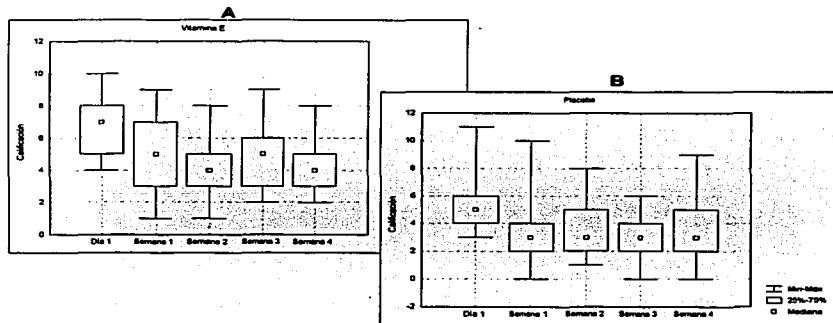 A
Vitamina E
12
10
8
6
4
2
0
Calificación
Día 1 Semana 1 Semana 2 Semana 3 Semana 4
B
Placebo
12
10
8
6
4
2
0
-2
Calificación
Día 1 Semana 1 Semana 2 Semana 3 Semana 4
Min-Max
25%-75%
Mediana